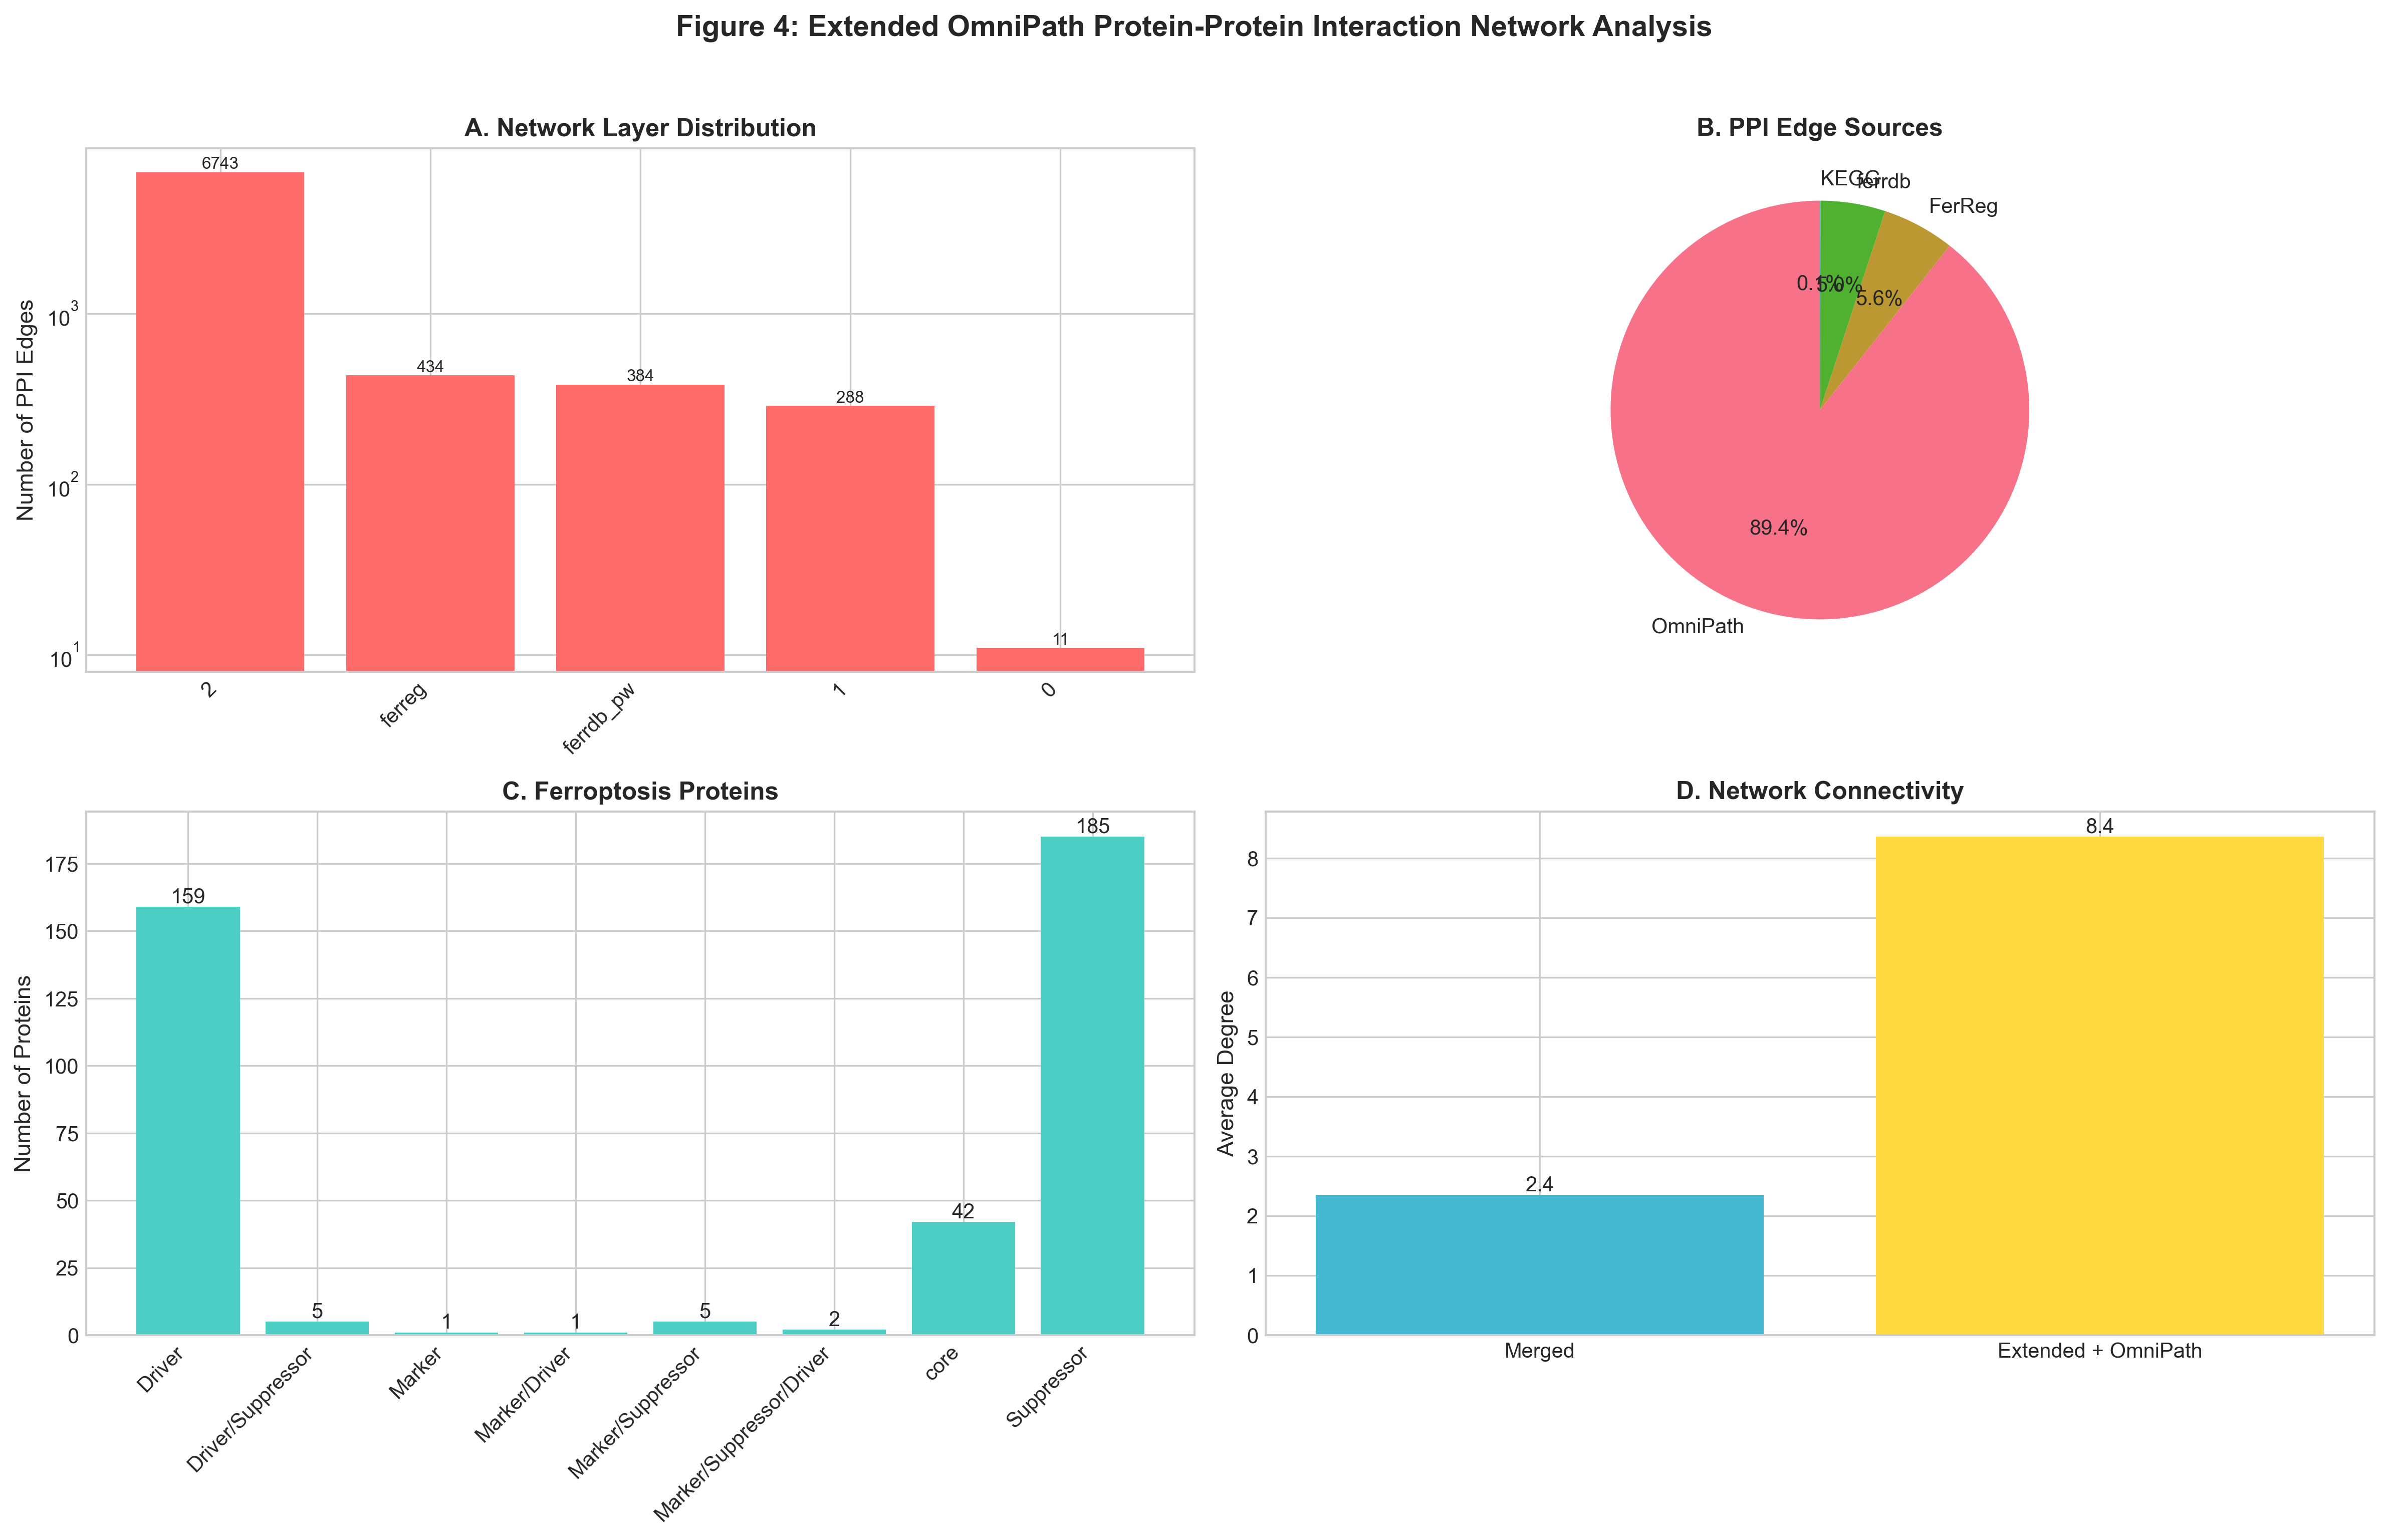 Figure 4: Extended OmniPath Protein-Protein Interaction Network Analysis
A. Network Layer Distribution
Number of PPI Edges
10^3
10^2
10^1
6743
434
384
288
11
2
ferreg
ferrdb_pw
1
0
B. PPI Edge Sources
KEGG
ferrdb
FerReg
0.1%
5.0%
5.6%
89.4%
OmniPath
C. Ferroptosis Proteins
Number of Proteins
175
150
125
100
75
50
25
0
159
5
1
1
5
2
42
185
Driver
Driver/Suppressor
Marker
Marker/Driver
Marker/Suppressor
Marker/Suppressor/Driver
core
Suppressor
D. Network Connectivity
Average Degree
8
7
6
5
4
3
2
1
0
2.4
8.4
Merged
Extended + OmniPath